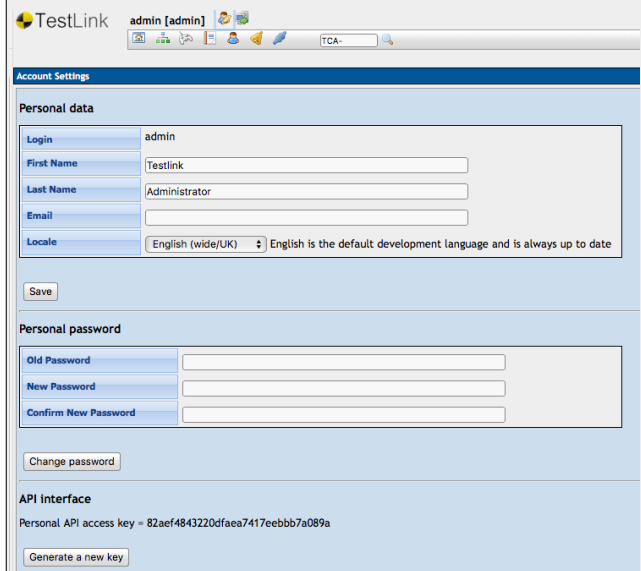 TestLink admin [admin]
TCA-
Account Settings
Personal data
Login admin
First Name Testlink
Last Name Administrator
Email
Locale English (wide/UK) English is the default development language and is always up to date
Save
Personal password
Old Password
New Password
Confirm New Password
Change password
API interface
Personal API access key = 82aef4843220dfaea7417eebbb7a089a
Generate a new key